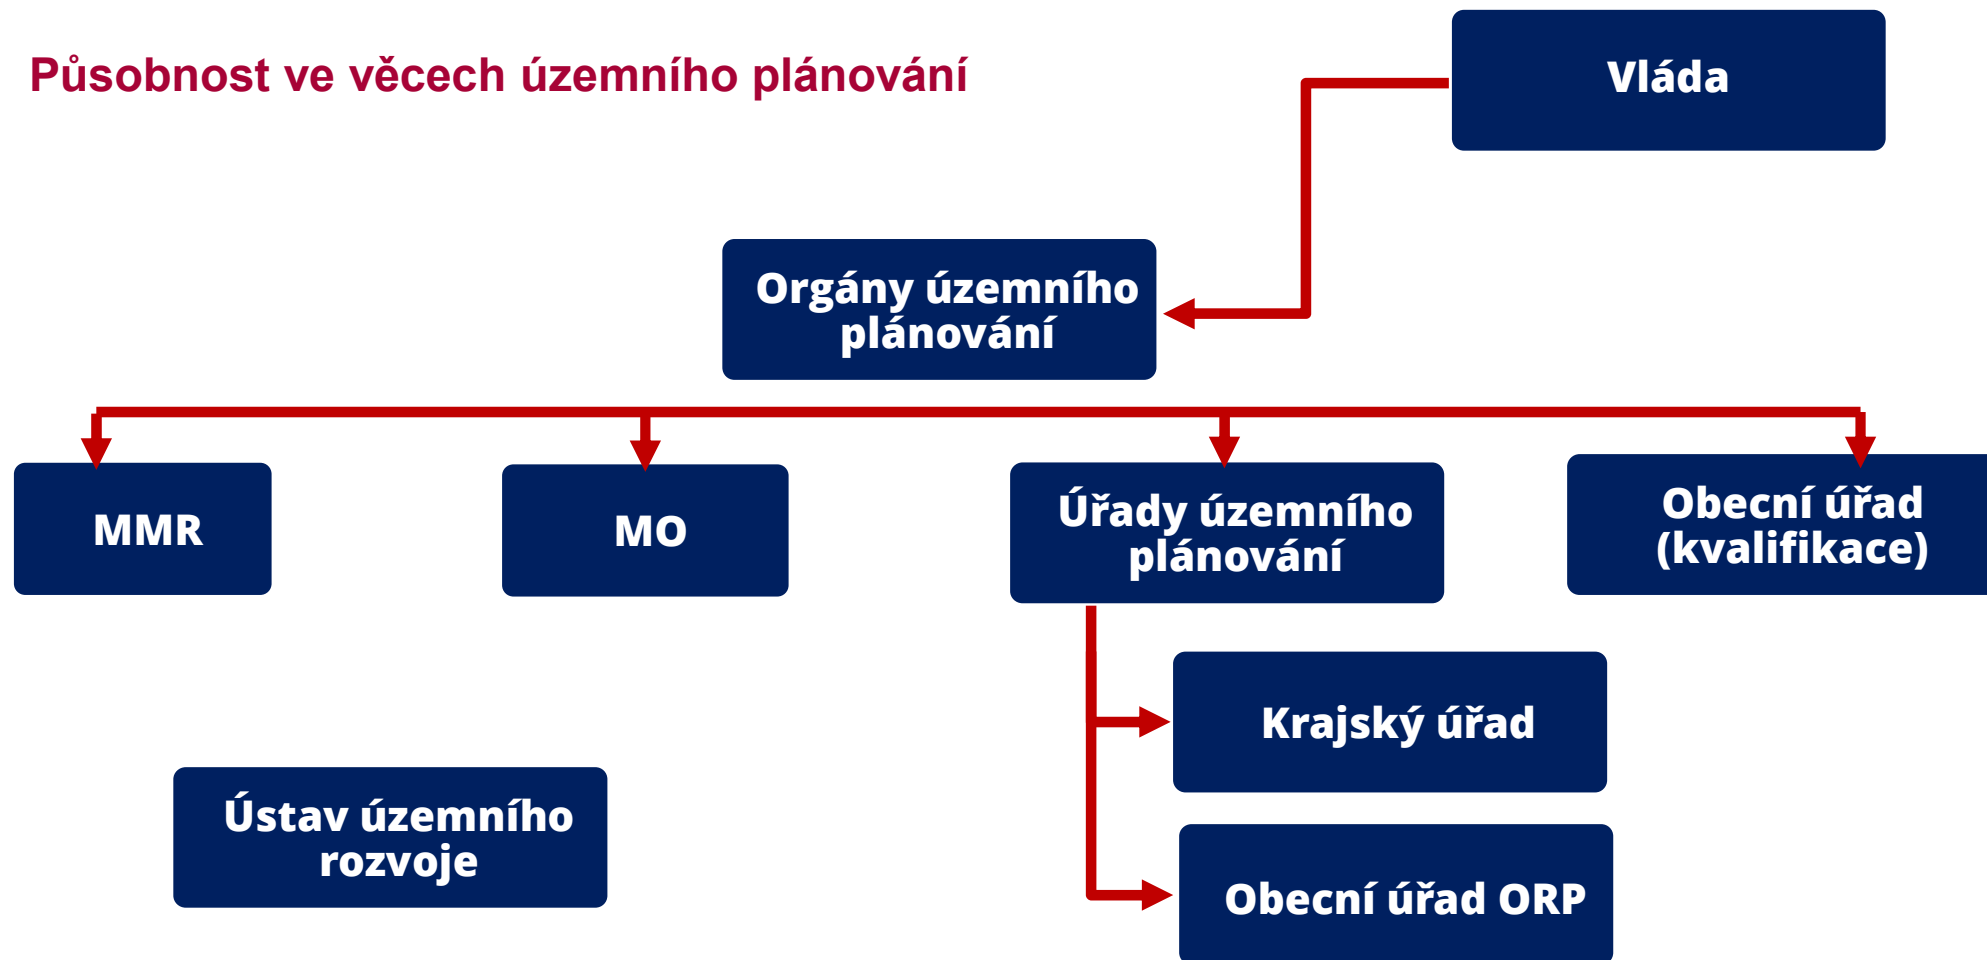 Působnost ve věcech územního plánování
Vláda
Orgány územního
plánování
MMR
MO
Úřady územního
plánování
Obecní úřad
(kvalifikace)
Krajský úřad
Ústav územního
rozvoje
Obecní úřad ORP